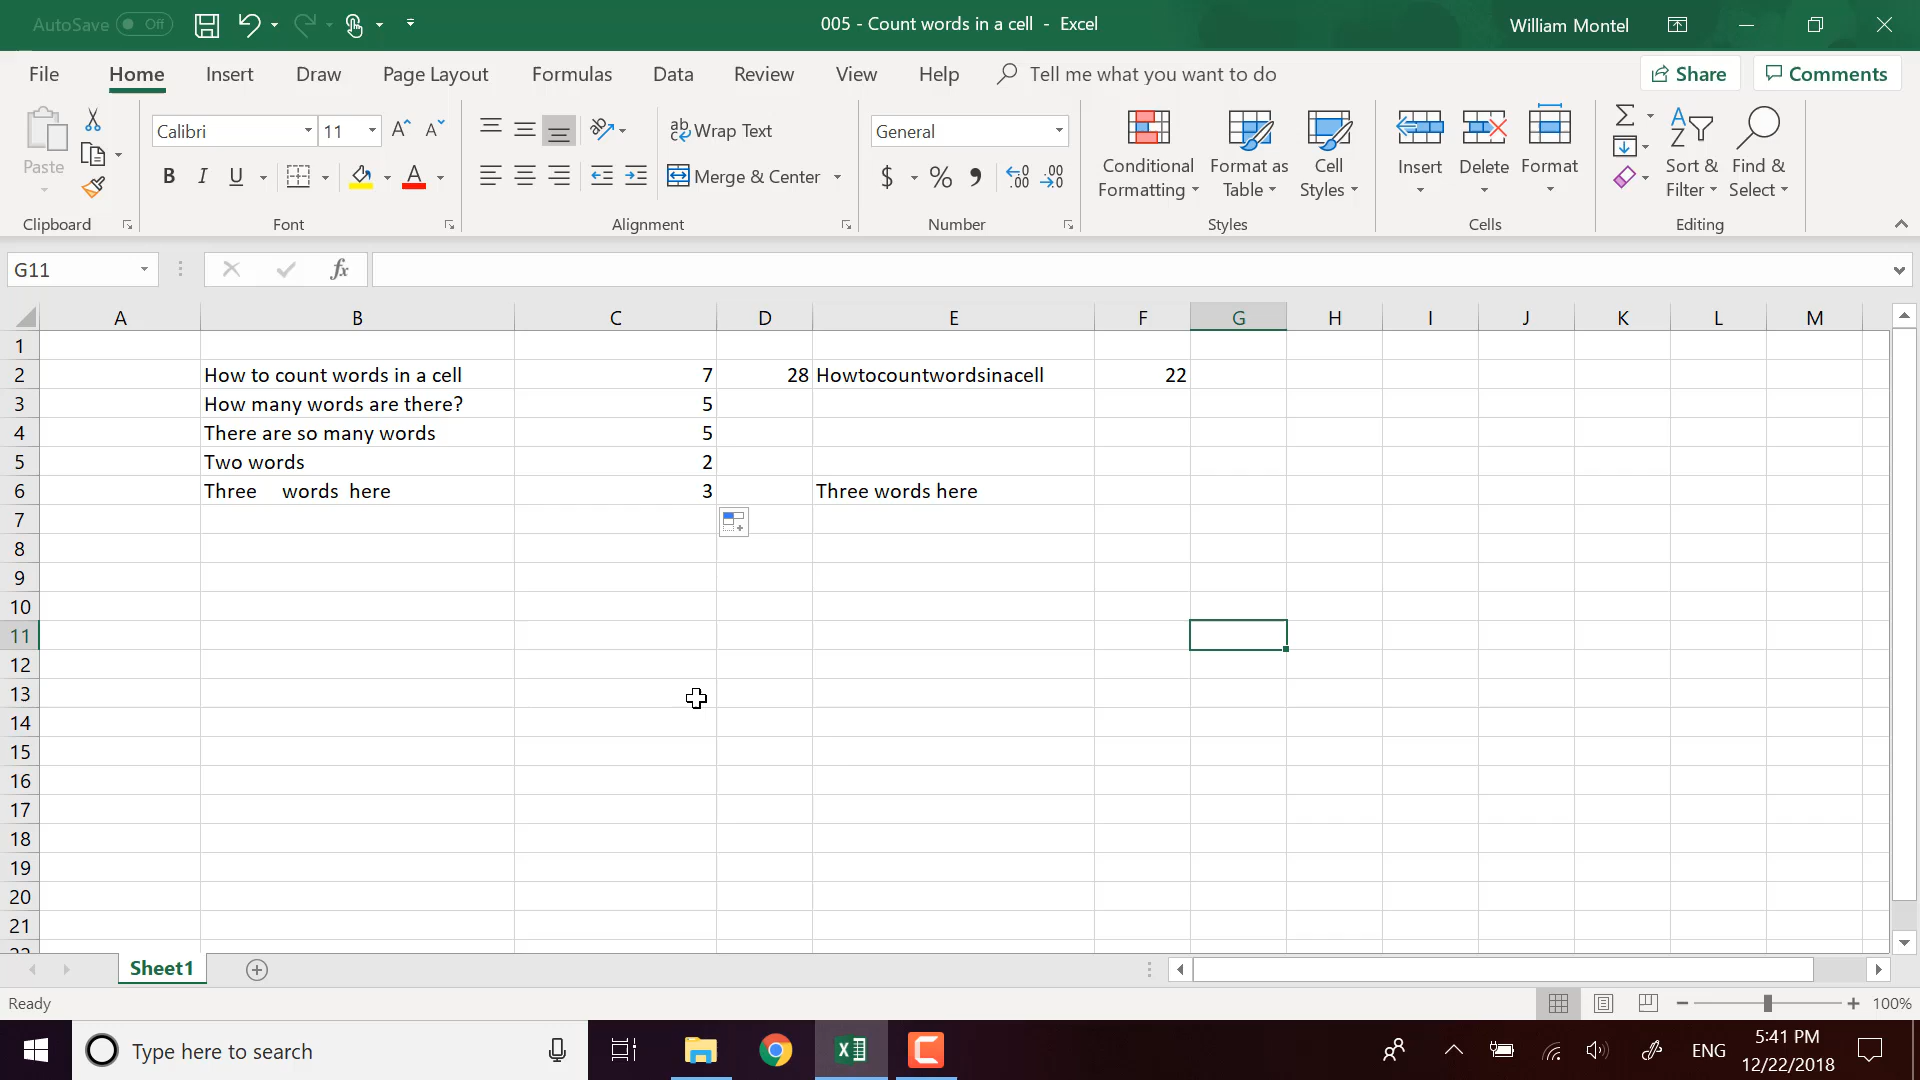 AutoSave Off 005 - Count words in a cell - Excel William Montel
File Home Insert Draw Page Layout Formulas Data Review View Help Tell me what you want to do Share Comments
Paste
Clipboard
Calibri 11
B I U A
Font
ab Wrap Text
Merge & Center
Alignment
General
$ % 9 .00 .00
Number
Conditional Formatting
Format as Table
Cell Styles
Styles
Insert Delete Format
Cells
Sort & Filter
Find & Select
Editing
G11 fx
A B C D E F G H I J K L M
1
2 How to count words in a cell 7 28 Howtocountwordsinacell 22
3 How many words are there? 5
4 There are so many words 5
5 Two words 2
6 Three    words  here 3 Three words here
7
8
9
10
11
12
13
14
15
16
17
18
19
20
21
22
Sheet1
Ready 100%
Type here to search ENG 5:41 PM
12/22/2018